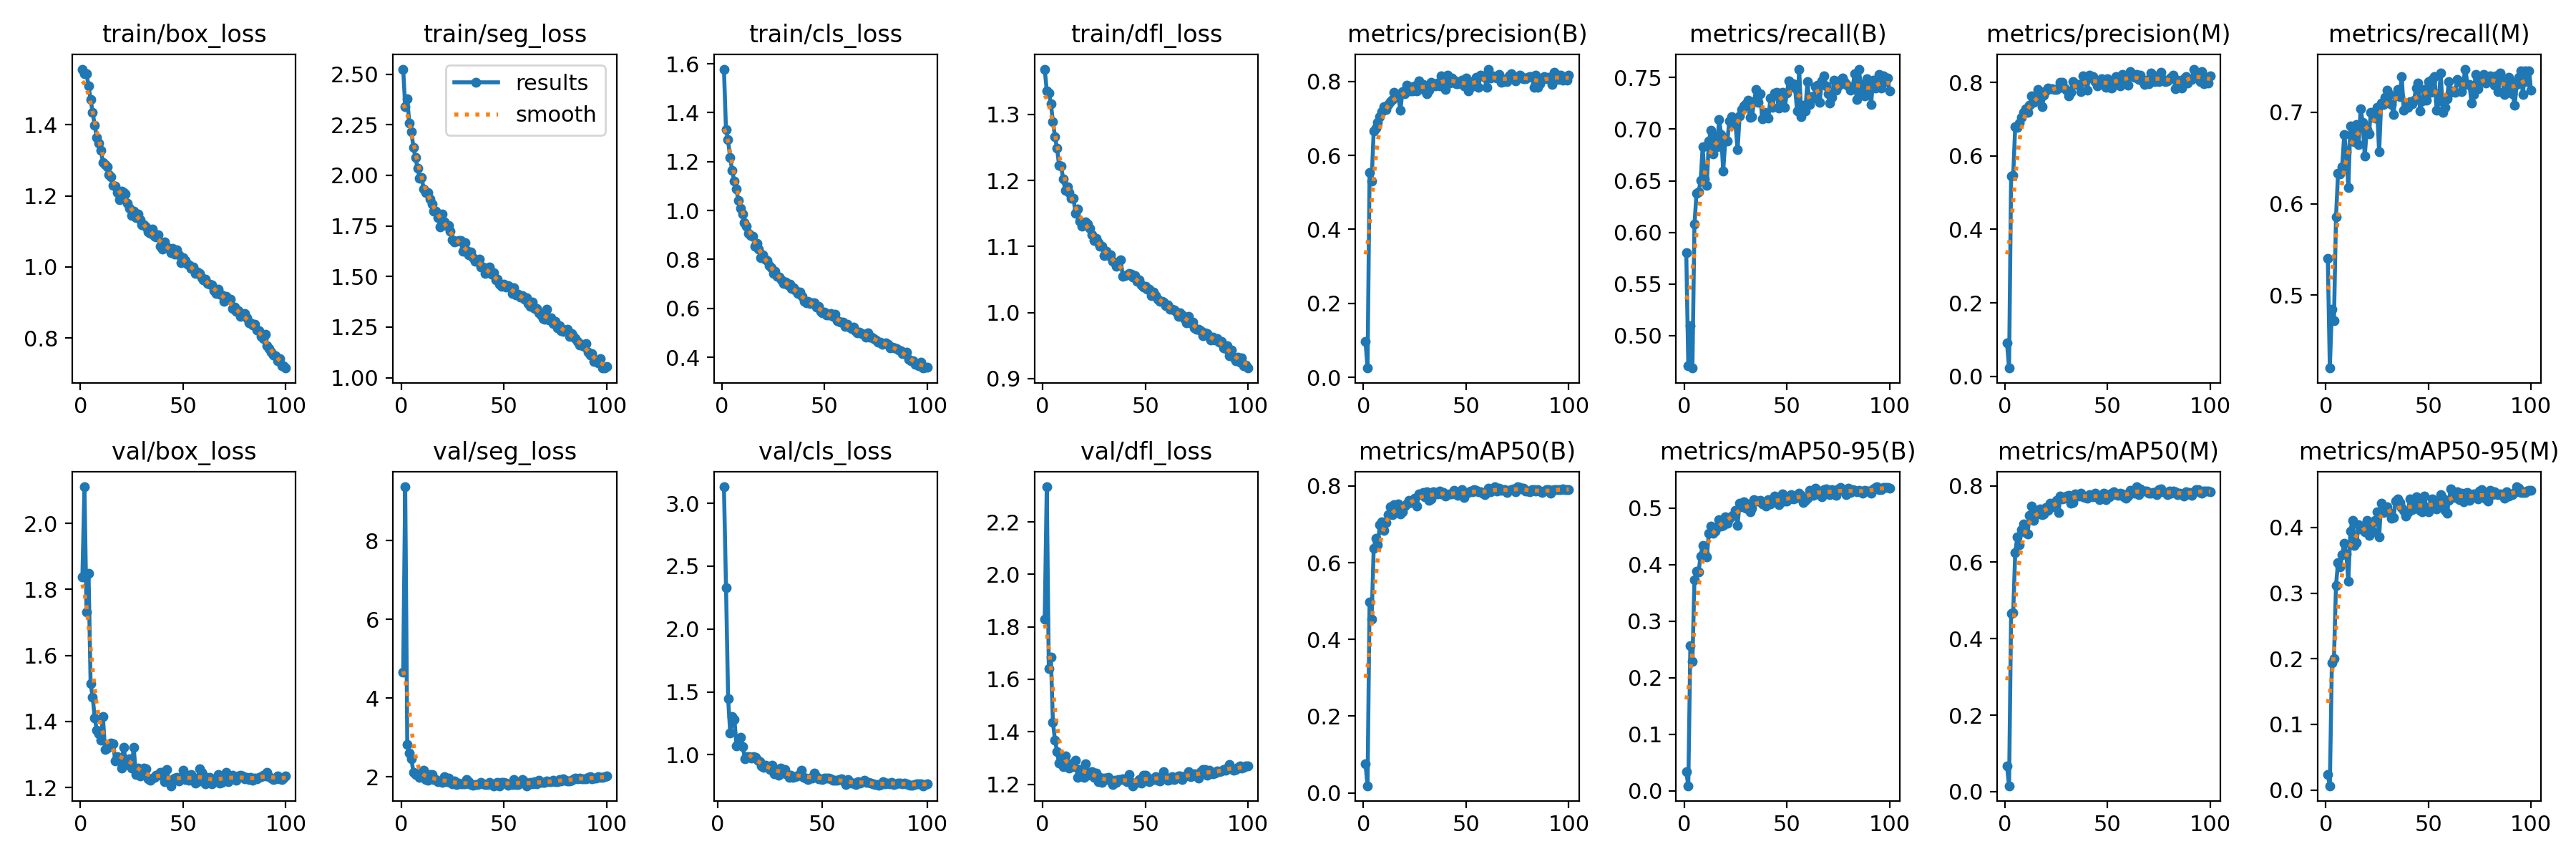 train/box_loss
train/seg_loss
train/cls_loss
train/dfl_loss
metrics/precision(B)
metrics/recall(B)
metrics/precision(M)
metrics/recall(M)
results
smooth
1.4
1.2
1.0
0.8
0 50 100
2.50
2.25
2.00
1.75
1.50
1.25
1.00
0 50 100
1.6
1.4
1.2
1.0
0.8
0.6
0.4
0 50 100
1.3
1.2
1.1
1.0
0.9
0 50 100
0.8
0.6
0.4
0.2
0.0
0 50 100
0.75
0.70
0.65
0.60
0.55
0.50
0 50 100
0.8
0.6
0.4
0.2
0.0
0 50 100
0.7
0.6
0.5
0 50 100
val/box_loss
val/seg_loss
val/cls_loss
val/dfl_loss
metrics/mAP50(B)
metrics/mAP50-95(B)
metrics/mAP50(M)
metrics/mAP50-95(M)
2.0
1.8
1.6
1.4
1.2
0 50 100
8
6
4
2
0 50 100
3.0
2.5
2.0
1.5
1.0
0 50 100
2.2
2.0
1.8
1.6
1.4
1.2
0 50 100
0.8
0.6
0.4
0.2
0.0
0 50 100
0.5
0.4
0.3
0.2
0.1
0.0
0 50 100
0.8
0.6
0.4
0.2
0.0
0 50 100
0.4
0.3
0.2
0.1
0.0
0 50 100